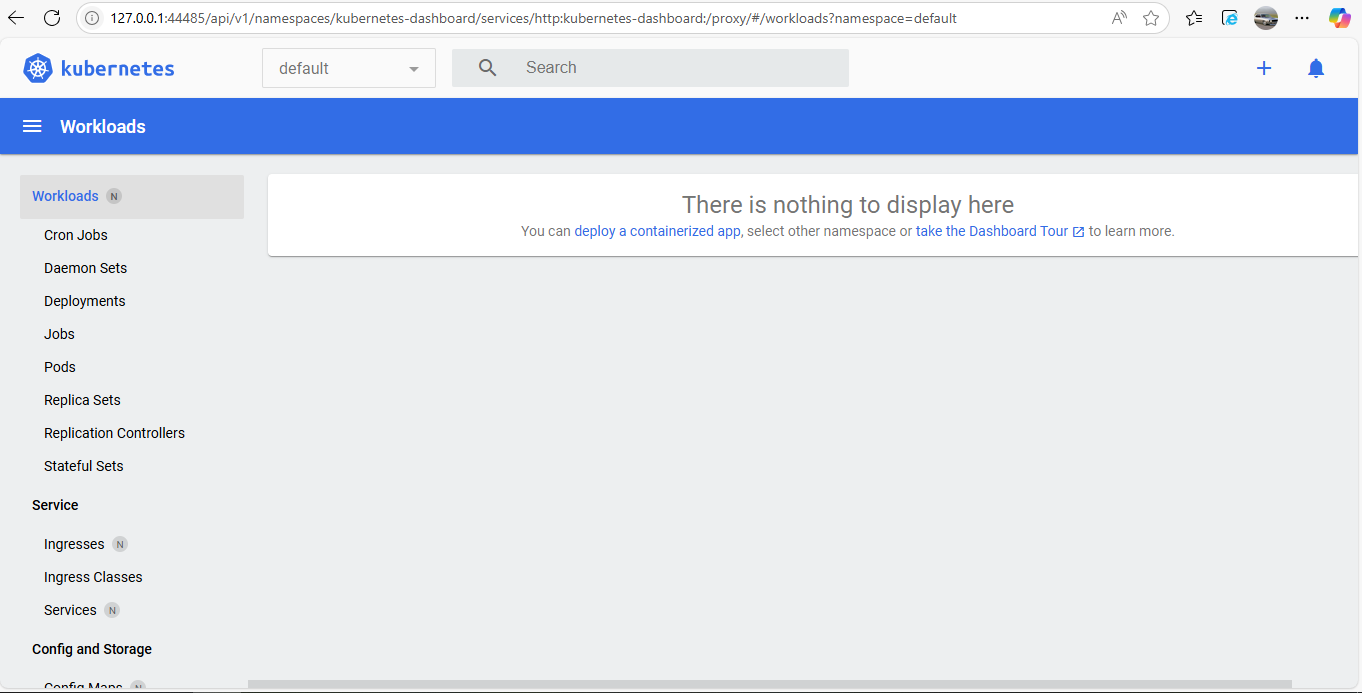 127.0.0.1:44485/api/v1/namespaces/kubernetes-dashboard/services/http:kubernetes-dashboard:/proxy/#/workloads?namespace=default
kubernetes default Search
Workloads
Workloads N
There is nothing to display here
You can deploy a containerized app, select other namespace or take the Dashboard Tour to learn more.
Cron Jobs
Daemon Sets
Deployments
Jobs
Pods
Replica Sets
Replication Controllers
Stateful Sets
Service
Ingresses N
Ingress Classes
Services N
Config and Storage
Config Maps N